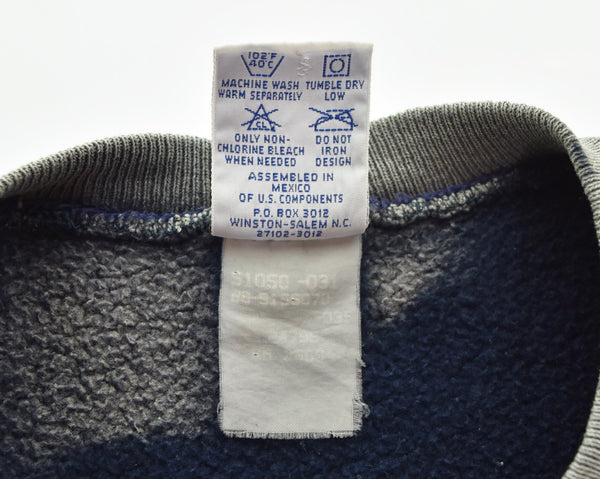 102°F
40°C
MACHINE WASH TUMBLE DRY
WARM SEPARATELY LOW
CL
ONLY NON-
CHLORINE BLEACH
WHEN NEEDED
DO NOT
IRON
DESIGN
ASSEMBLED IN
MEXICO
OF U.S. COMPONENTS
P.O. BOX 3012
WINSTON-SALEM N.C.
27102-3012